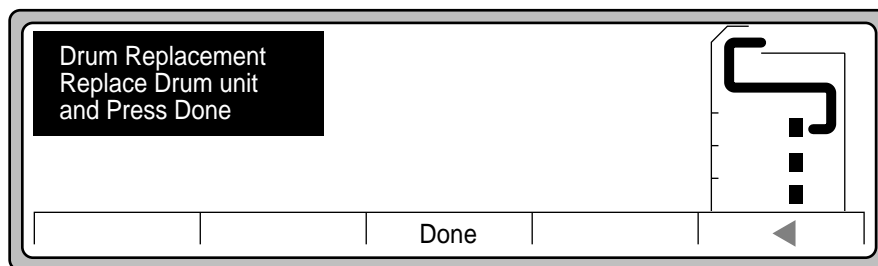 Drum Replacement
Replace Drum unit
and Press Done
Done